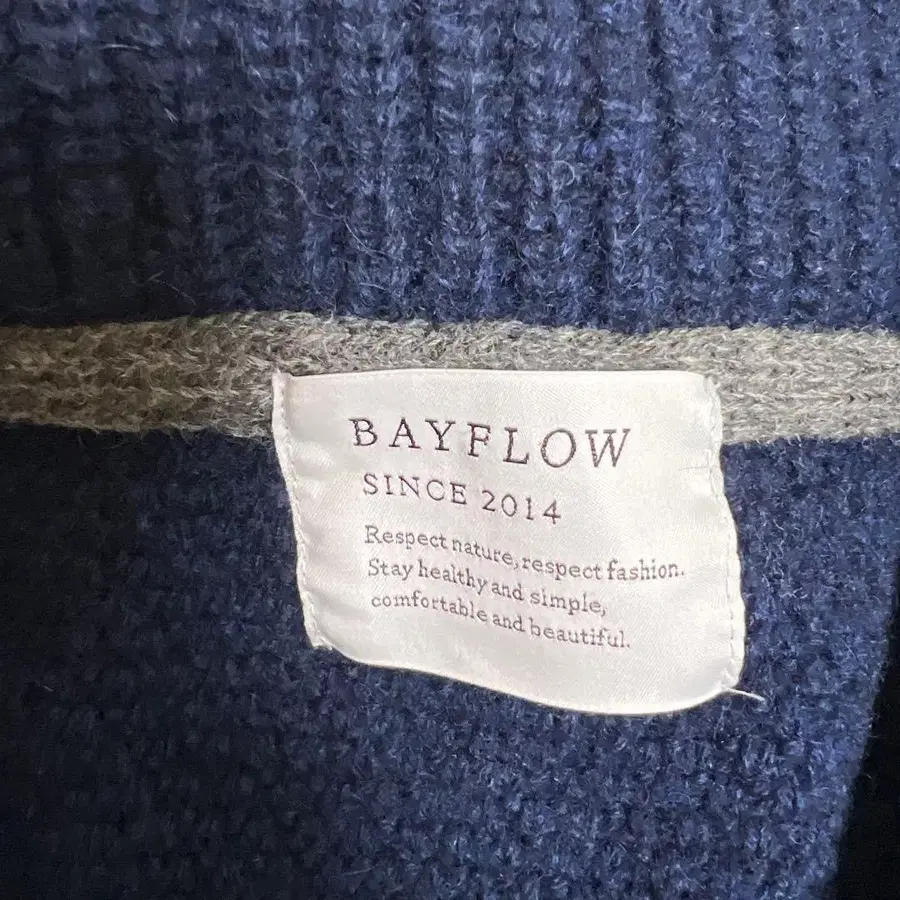 BAYFLOW
SINCE 2014
Respect nature, respect fashion.
Stay healthy and simple,
comfortable and beautiful.